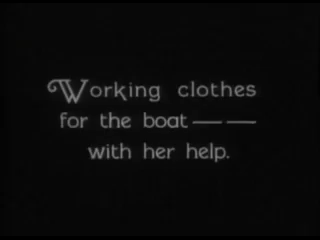 Working clothes
for the boat — —
with her help.